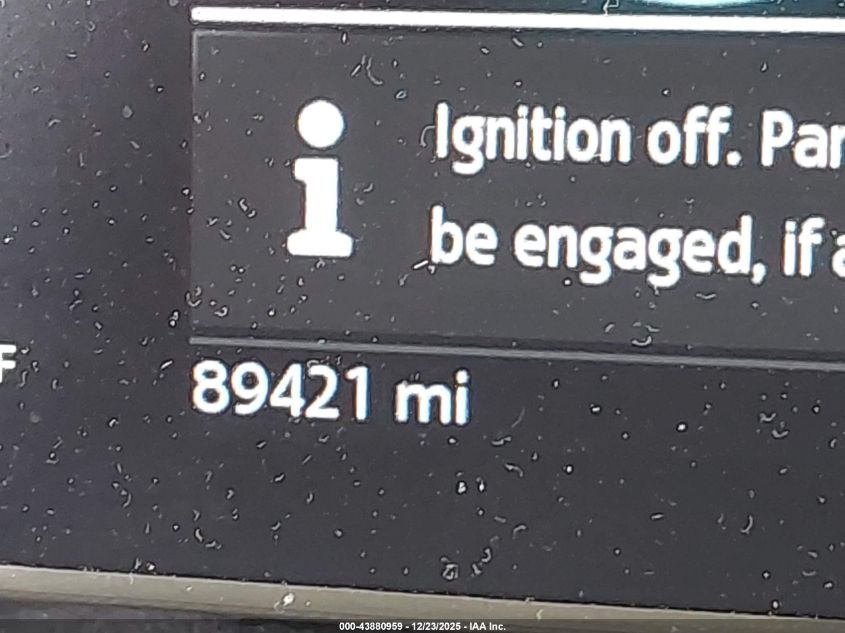 Ignition off. Par
be engaged, if a
F
89421 mi
000-43880959 - 12/23/2025 - IAA Inc.